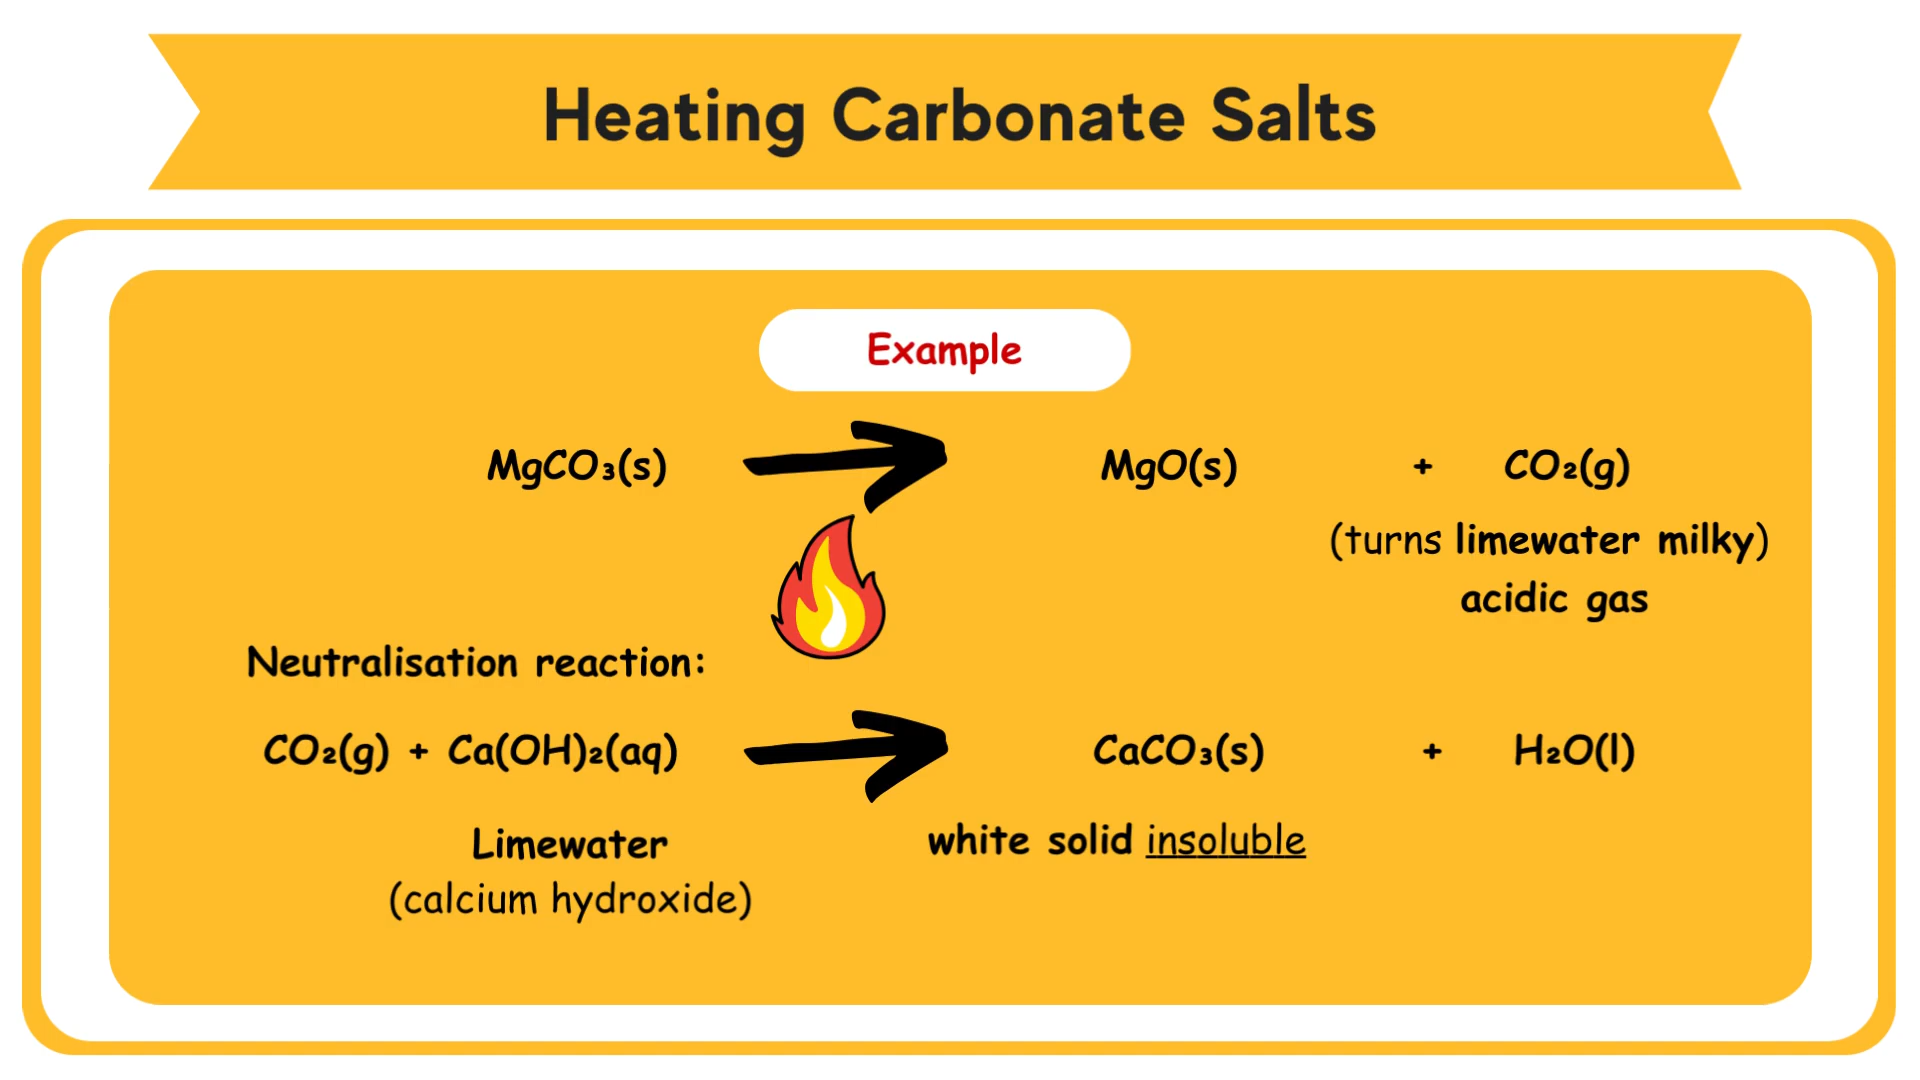 Heating Carbonate Salts
Example
MgCO₃(s) MgO(s) + CO₂(g)
(turns limewater milky)
acidic gas
Neutralisation reaction:
CO₂(g) + Ca(OH)₂(aq) CaCO₃(s) + H₂O(l)
Limewater white solid insoluble
(calcium hydroxide)